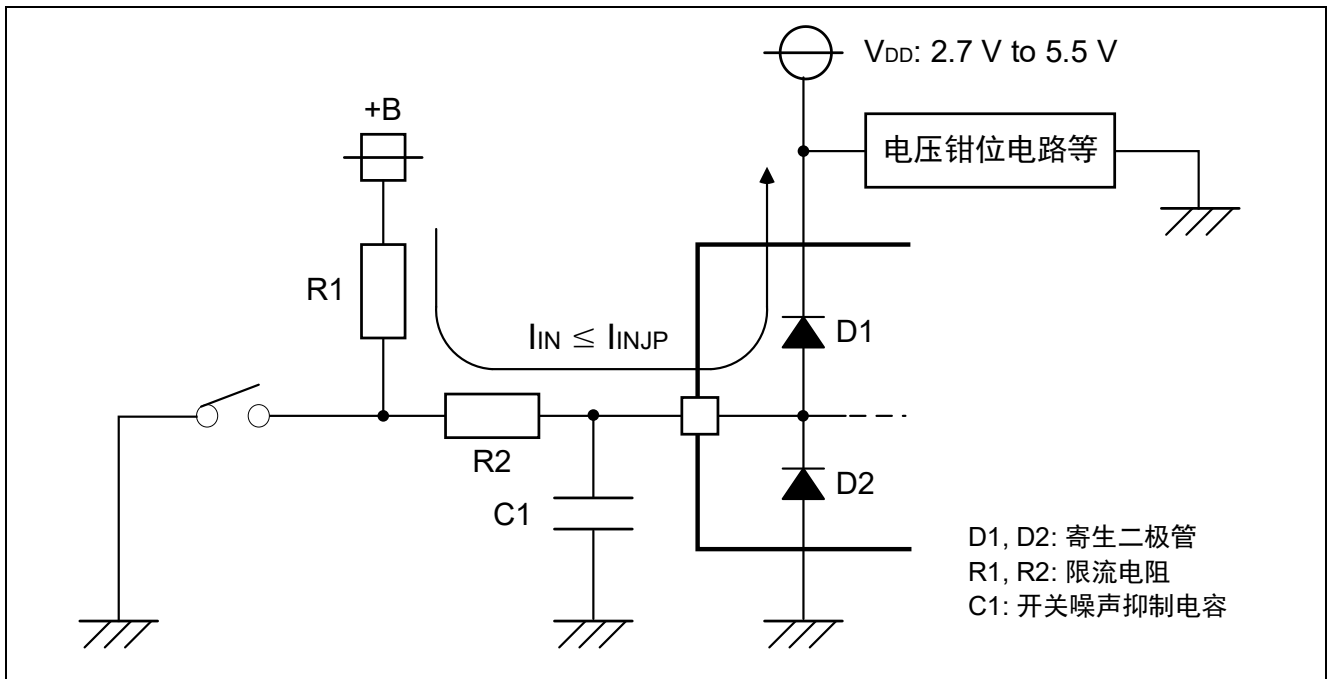 VDD: 2.7 V to 5.5 V
+B
电压钳位电路等
R1
IIN ≤ IINJP
D1
R2
D2
C1
D1, D2: 寄生二极管
R1, R2: 限流电阻
C1: 开关噪声抑制电容